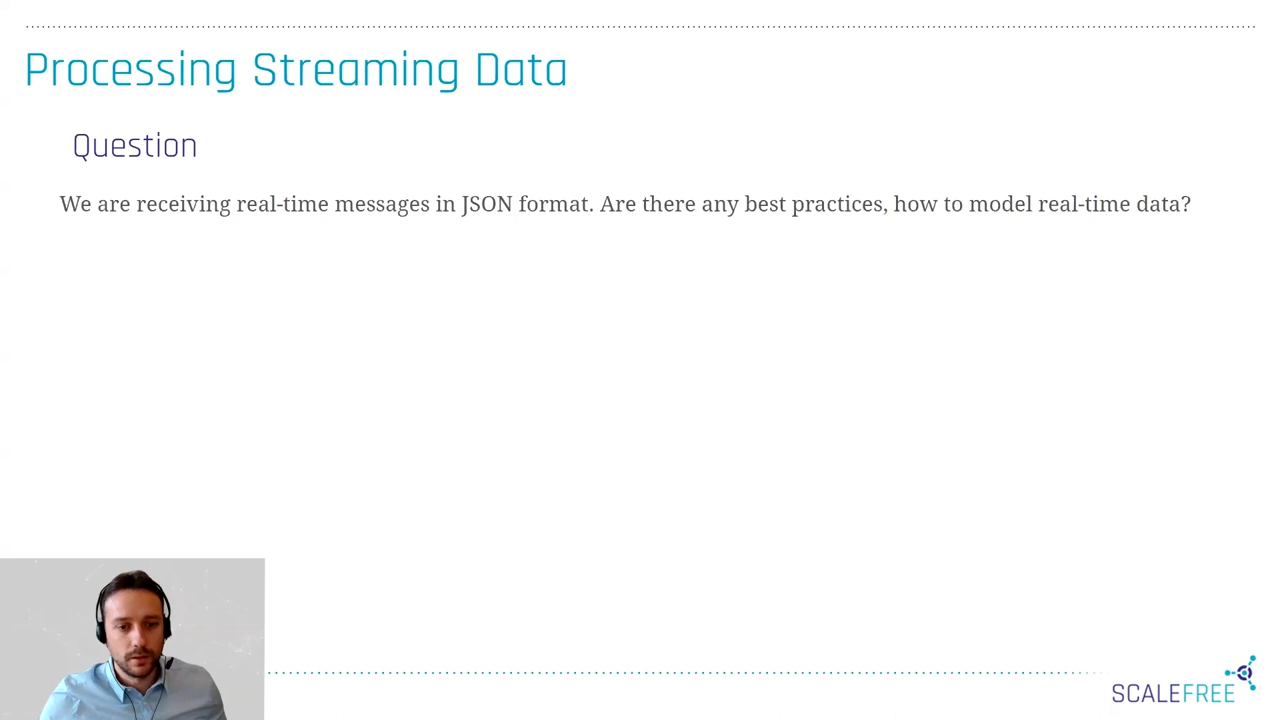 Processing Streaming Data
Question
We are receiving real-time messages in JSON format. Are there any best practices, how to model real-time data?
SCALEFREE